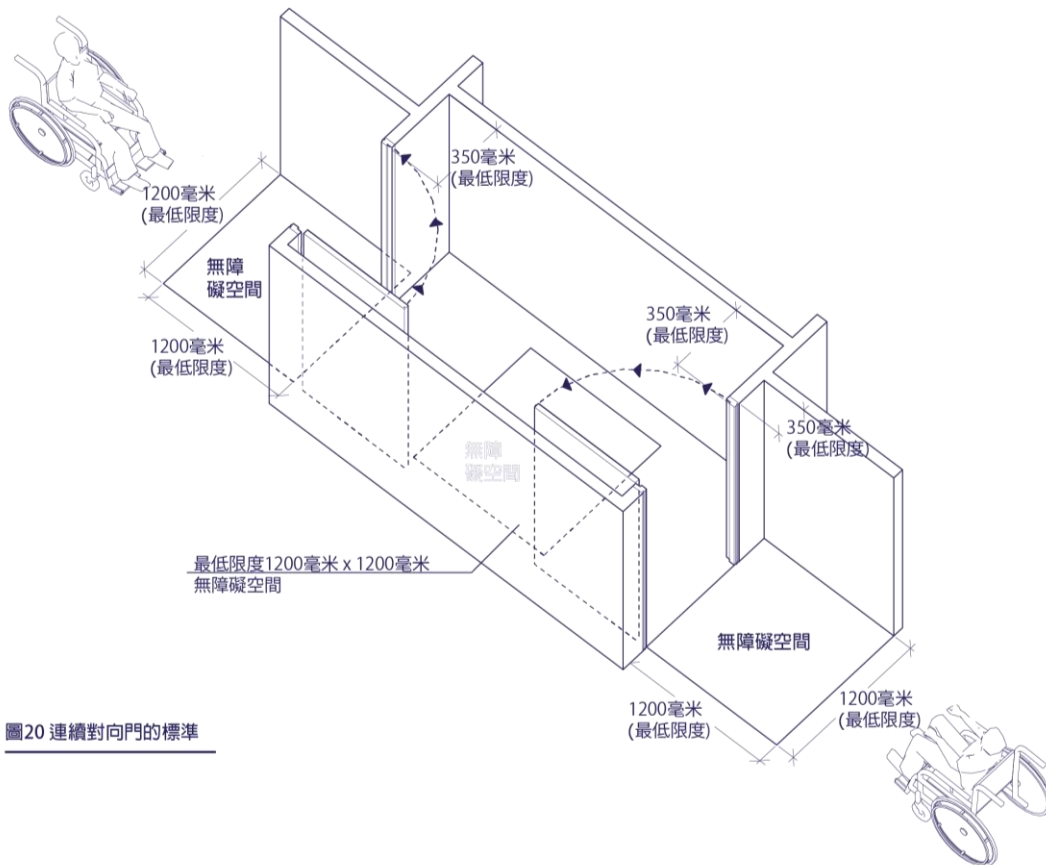 350毫米
(最低限度)
1200毫米
(最低限度)
無障
礙空間
1200毫米
(最低限度)
350毫米
(最低限度)
350毫米
(最低限度)
無障
礙空間
最低限度1200毫米 x 1200毫米
無障礙空間
無障礙空間
1200毫米
(最低限度)
1200毫米
(最低限度)
圖20 連續對向門的標準